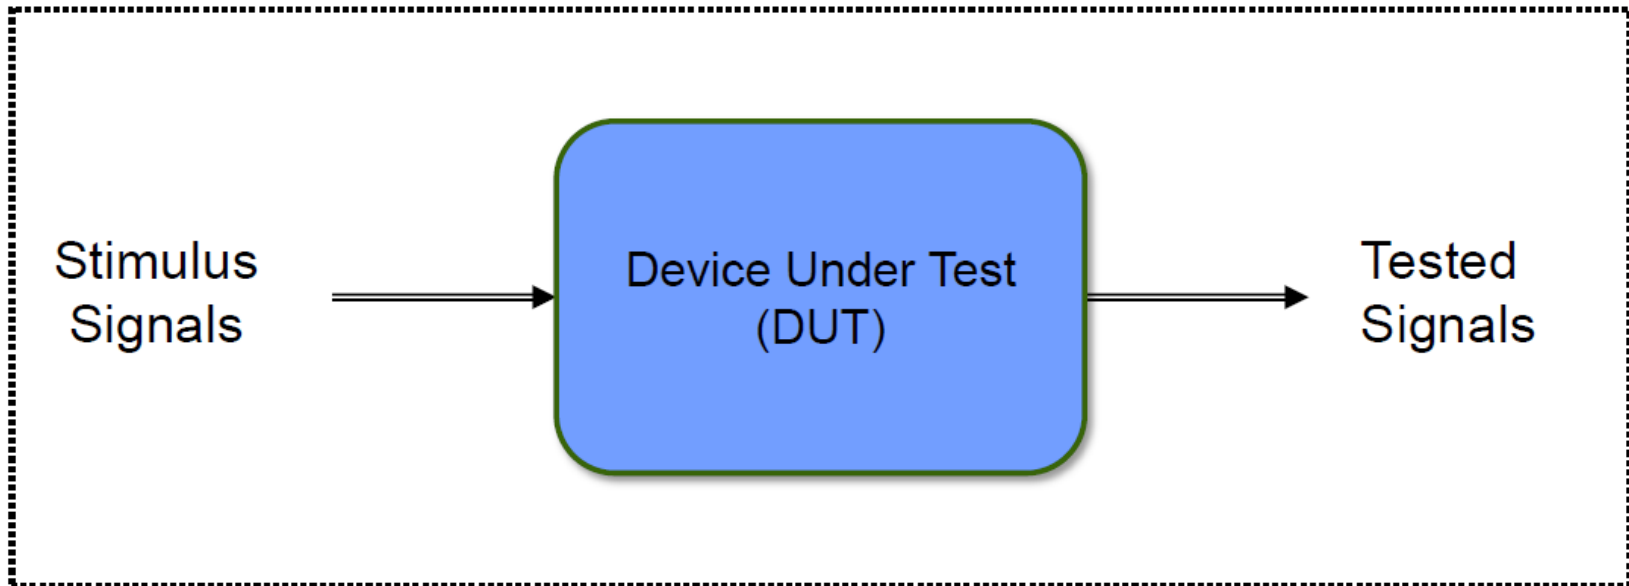 Stimulus
Signals
Device Under Test
(DUT)
Tested
Signals